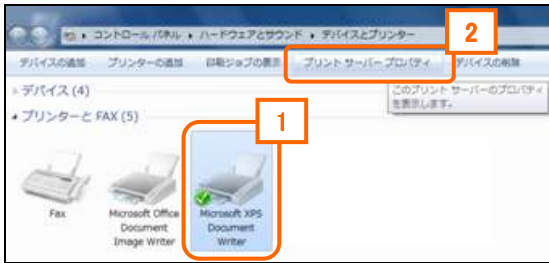 2
コントロール パネル ▸ ハードウェアとサウンド ▸ デバイスとプリンター
デバイスの追加 プリンターの追加 印刷ジョブの表示 プリント サーバー プロパティ デバイスの削除
このプリント サーバーのプロパティ
を表示します。
デバイス (4)
プリンターと FAX (5)
1
Fax
Microsoft Office
Document
Image Writer
Microsoft XPS
Document
Writer